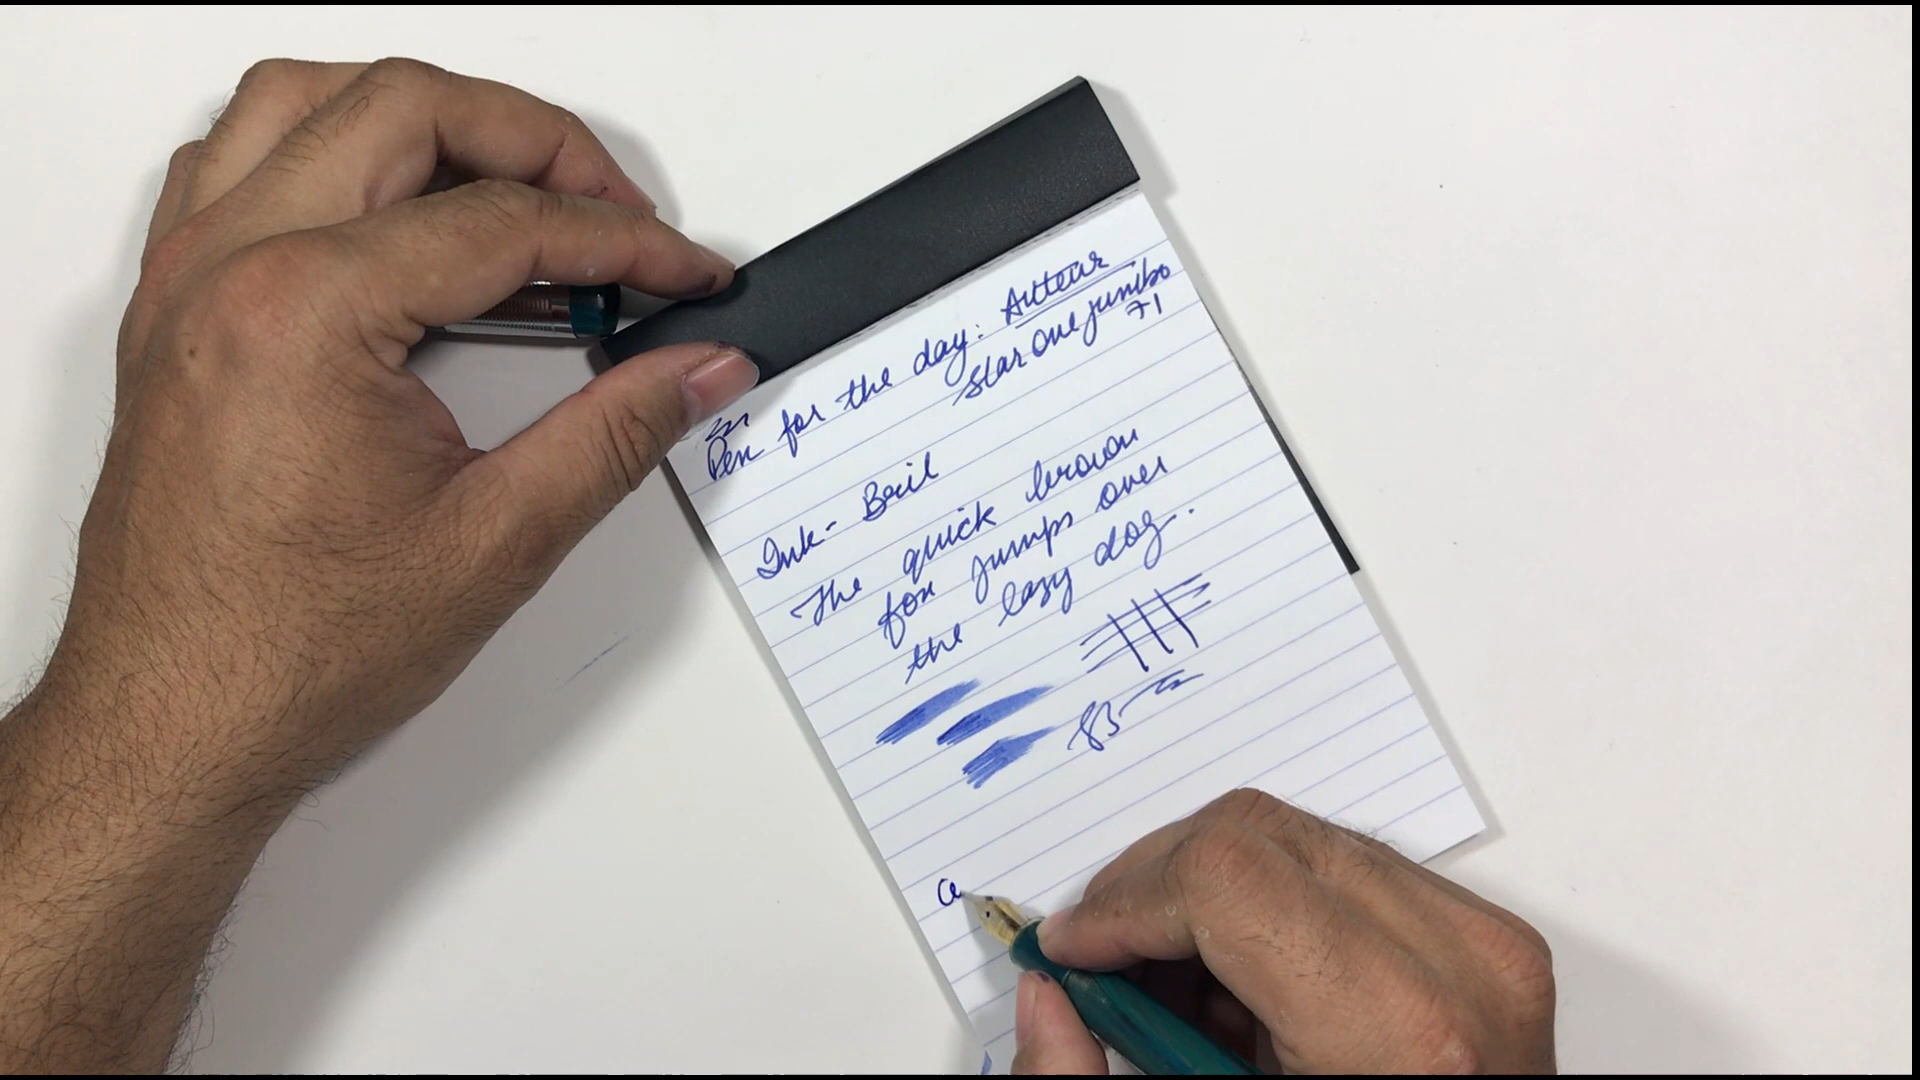 Pen for the day: Auteur
Star One jumbo
71
Ink - Bril
The quick brown
fox jumps over
the lazy dog.